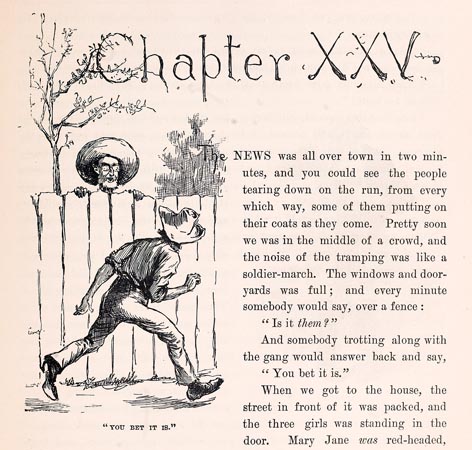 Chapter XXV.
The NEWS was all over town in two min-
utes, and you could see the people
tearing down on the run, from every
which way, some of them putting on
their coats as they come. Pretty soon
we was in the middle of a crowd, and
the noise of the tramping was like a
soldier-march. The windows and door-
yards was full; and every minute
somebody would say, over a fence:
"Is it them?"
And somebody trotting along with
the gang would answer back and say,
"You bet it is."
When we got to the house, the
street in front of it was packed, and
the three girls was standing in the
door. Mary Jane was red-headed,
"YOU BET IT IS."